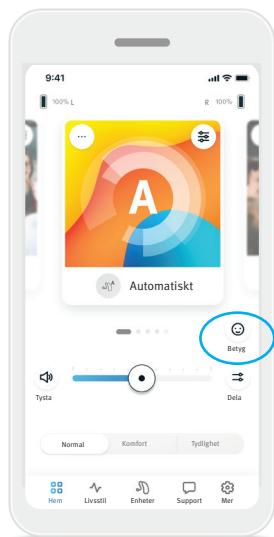 9:41
100% L
R 100%
A
Automatiskt
Betyg
Tysta
Dela
Normal Komfort Tydlighet
Hem Livsstil Enheter Support Mer